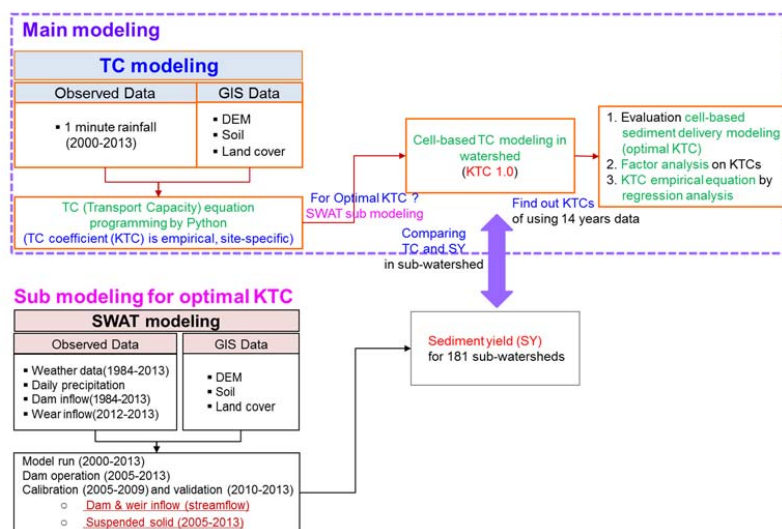 Main modeling
TC modeling
Observed Data
GIS Data
▪ 1 minute rainfall
(2000-2013)
▪ DEM
▪ Soil
▪ Land cover
TC (Transport Capacity) equation
programming by Python
(TC coefficient (KTC) is empirical, site-specific)
For Optimal KTC ?
SWAT sub modeling
Cell-based TC modeling in
watershed
(KTC 1.0)
Find out KTCs
of using 14 years data
1. Evaluation cell-based
sediment delivery modeling
(optimal KTC)
2. Factor analysis on KTCs
3. KTC empirical equation by
regression analysis
Comparing
TC and SY
in sub-watershed
Sub modeling for optimal KTC
SWAT modeling
Observed Data
GIS Data
▪ Weather data(1984-2013)
▪ Daily precipitation
▪ Dam inflow(1984-2013)
▪ Wear inflow(2012-2013)
▪ DEM
▪ Soil
▪ Land cover
Sediment yield (SY)
for 181 sub-watersheds
Model run (2000-2013)
Dam operation (2005-2013)
Calibration (2005-2009) and validation (2010-2013)
○ Dam & weir inflow (streamflow)
○ Suspended solid (2005-2013)